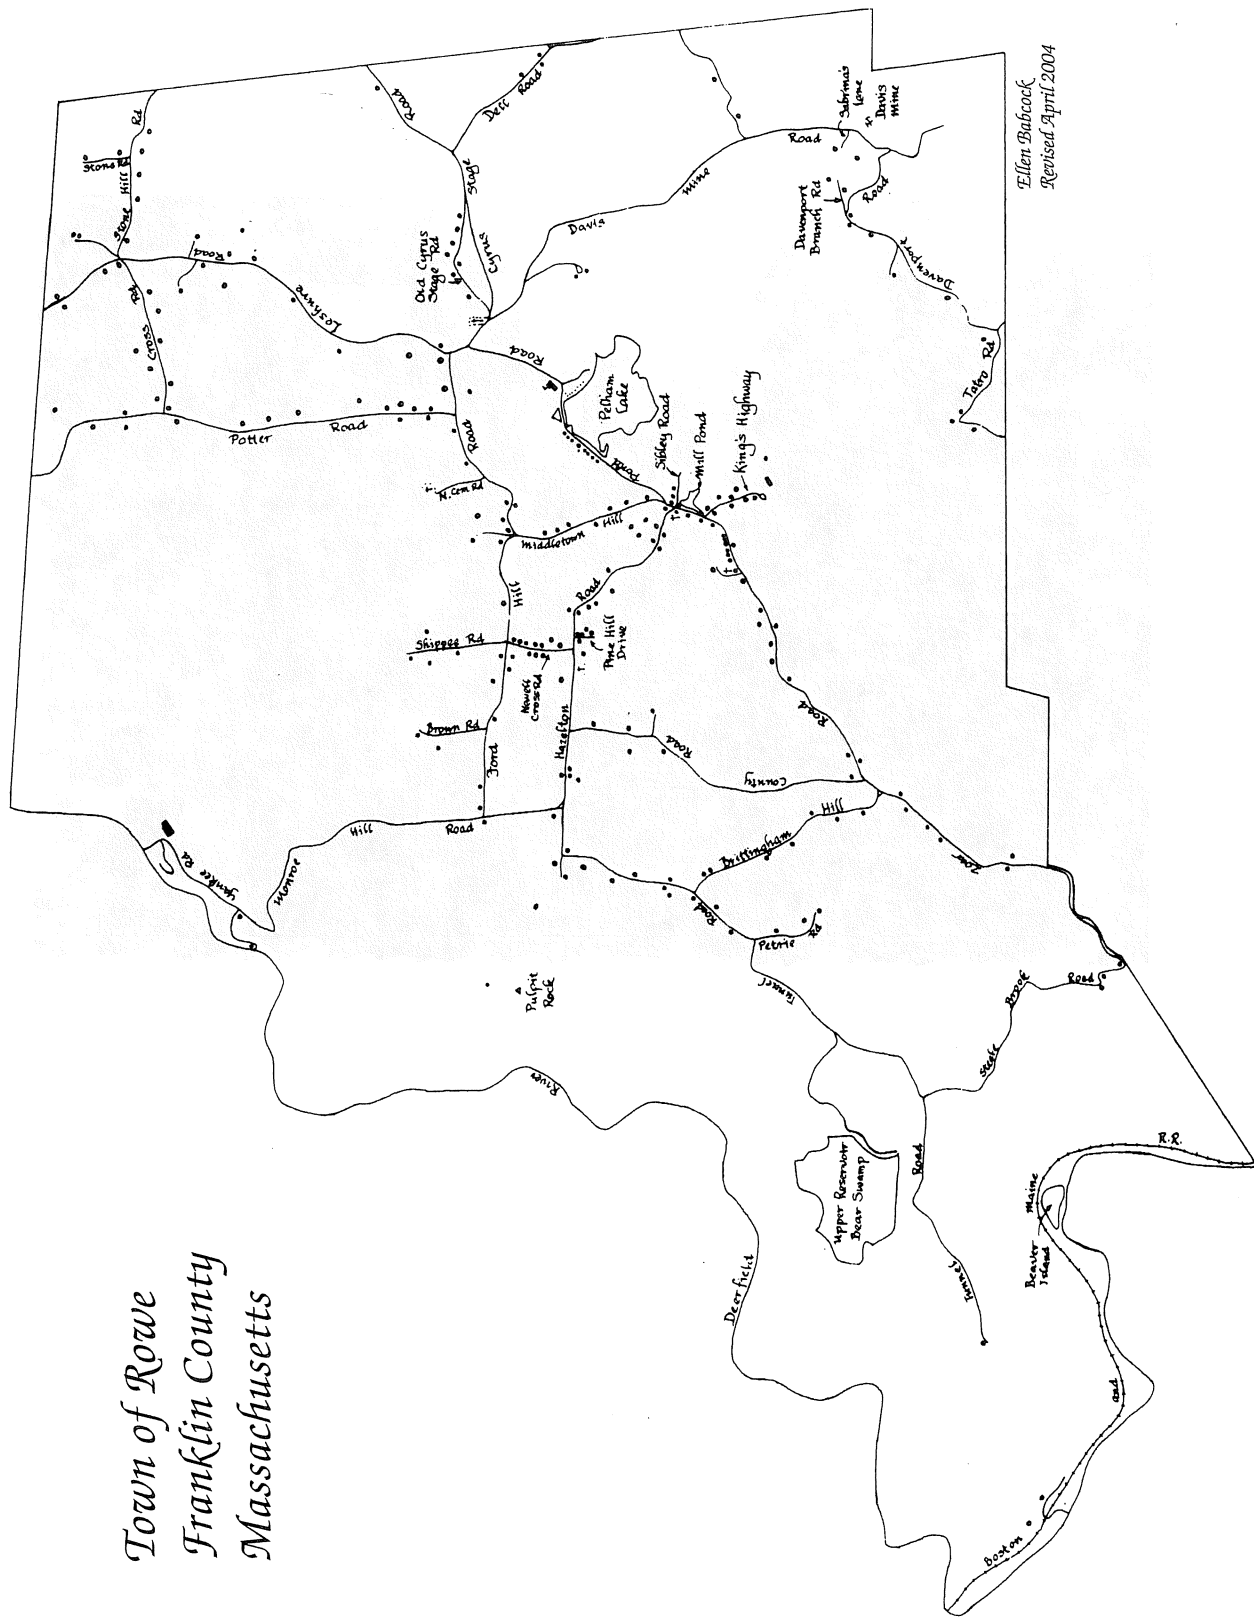 Town of Rowe
Franklin County
Massachusetts
Ellen Babcock
Revised April 2004
Stone Rd
Stone
Hill
Rd
Road
Leshure
Cross
Rd
Potter
Road
Road
Stage
Cyrus
Old Cyrus
Stage Rd
Dell
Road
Davis
Mine
Road
Sabrina's
Lane
Davis
Mine
Davenport
Branch Rd
Road
Davenport
Tatro
Rd
Pelham
Lake
Road
Pond
Sibley Road
Mill Pond
King's Highway
N. Cem Rd
Road
Hill
Ford
Middletown
Hill
Shippee Rd
Newell
Cross Rd
Pine Hill
Drive
Road
Hazelton
Brown Rd
Road
County
Road
Zoar
Brittingham
Hill
Yankee
Rd
Monroe
Hill
Road
Road
Petrie
Rd
Tunnel
Road
Tunnel
Pulpit
Rock
River
Deerfield
Steele
Brook
Road
Upper Reservoir
Bear Swamp
Beaver
Island
Boston
and
Maine
R.R.